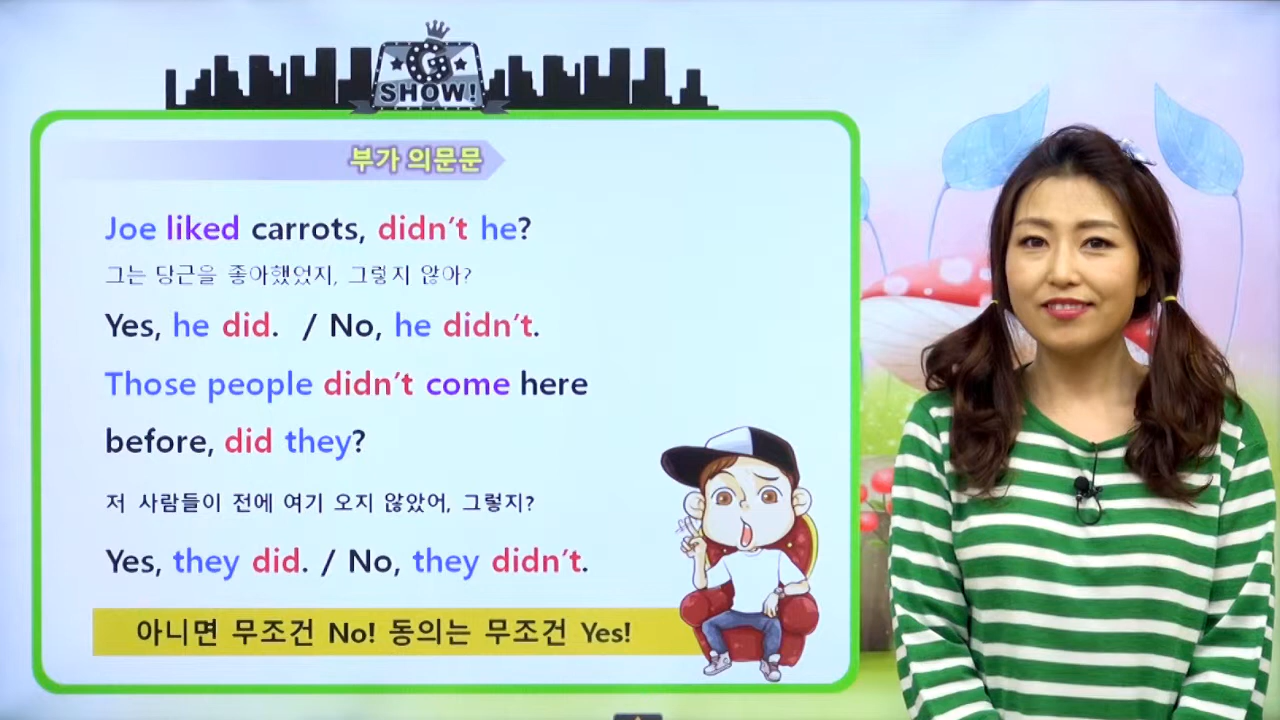 G
SHOW!
부가 의문문
Joe liked carrots, didn't he?
그는 당근을 좋아했었지, 그렇지 않아?
Yes, he did. / No, he didn't.
Those people didn't come here
before, did they?
저 사람들이 전에 여기 오지 않았어, 그렇지?
Yes, they did. / No, they didn't.
아니면 무조건 No! 동의는 무조건 Yes!